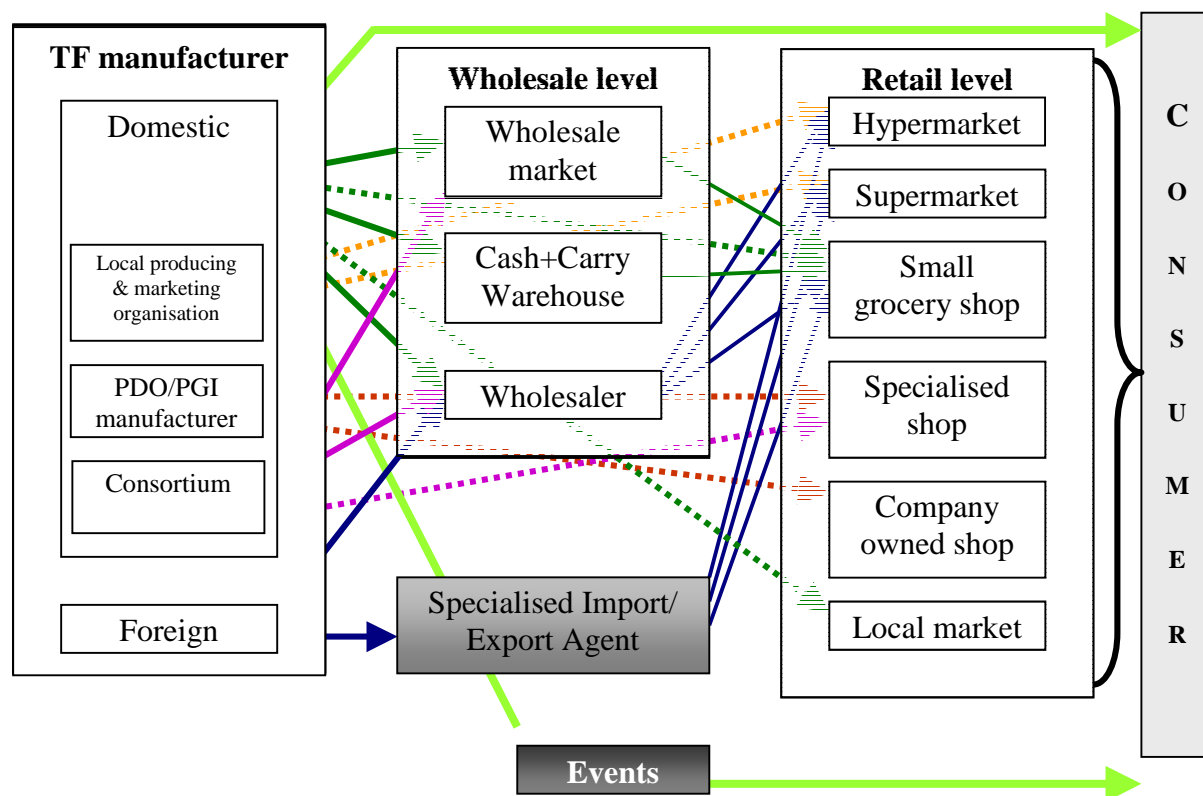 TF manufacturer
Domestic
Local producing
& marketing
organisation
PDO/PGI
manufacturer
Consortium
Foreign
Wholesale level
Wholesale
market
Cash+Carry
Warehouse
Wholesaler
Specialised Import/
Export Agent
Events
Retail level
Hypermarket
Supermarket
Small
grocery shop
Specialised
shop
Company
owned shop
Local market
C
O
N
S
U
M
E
R